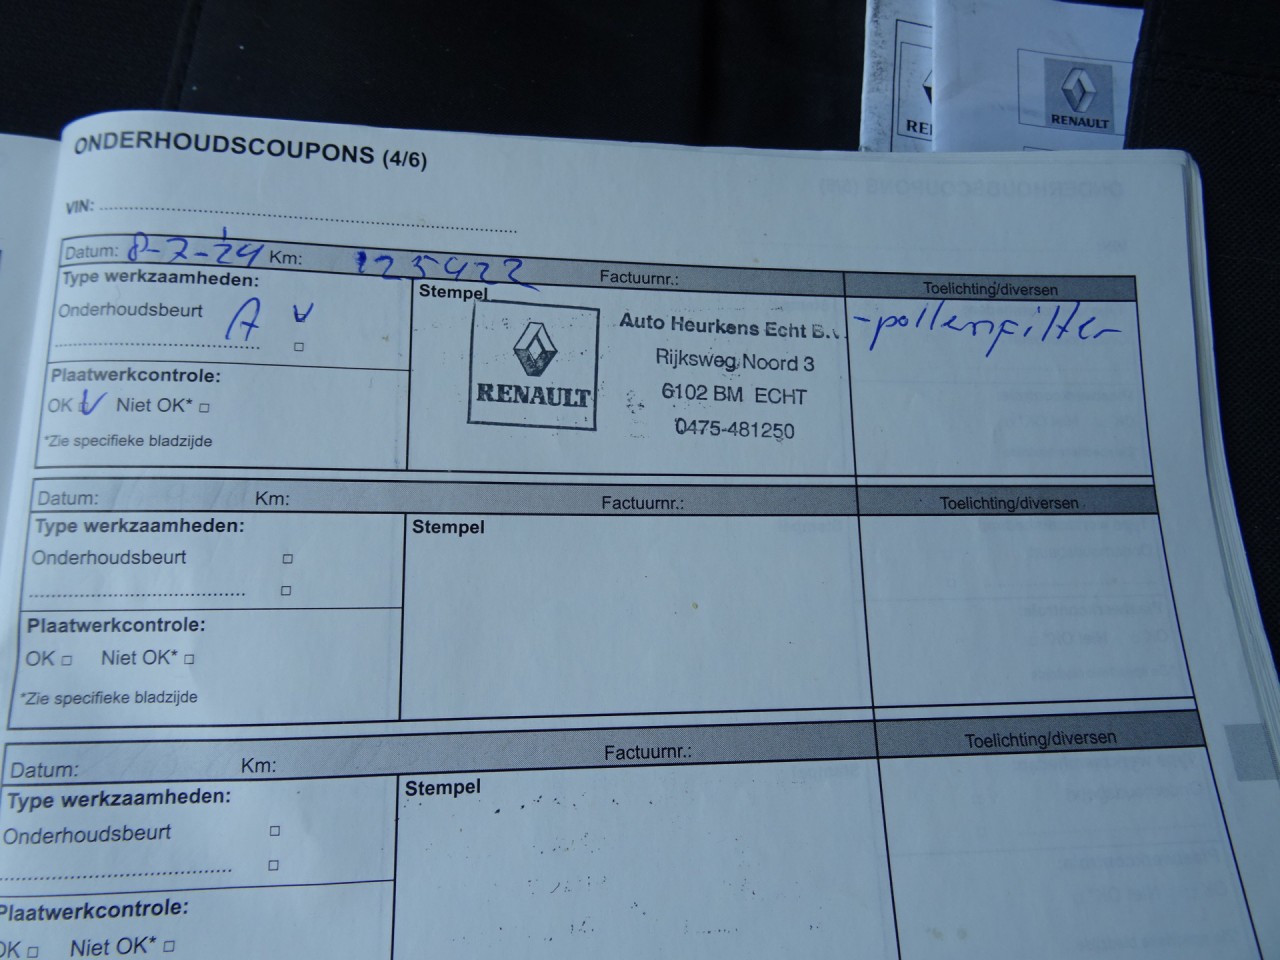 RENAULT
ONDERHOUDSCOUPONS (4/6)
VIN:
Datum: 8-7-24 Km: 125922 Factuurnr.: Toelichting/diversen
Type werkzaamheden:
Onderhoudsbeurt A
Stempel
RENAULT
Auto Heurkens Echt B.V.
Rijksweg Noord 3
6102 BM ECHT
0475-481250
-pollenfilter
Plaatwerkcontrole:
OK Niet OK*
*Zie specifieke bladzijde
Datum: Km: Factuurnr.: Toelichting/diversen
Type werkzaamheden:
Stempel
Onderhoudsbeurt
Plaatwerkcontrole:
OK Niet OK*
*Zie specifieke bladzijde
Datum: Km: Factuurnr.: Toelichting/diversen
Type werkzaamheden:
Stempel
Onderhoudsbeurt
Plaatwerkcontrole:
OK Niet OK*